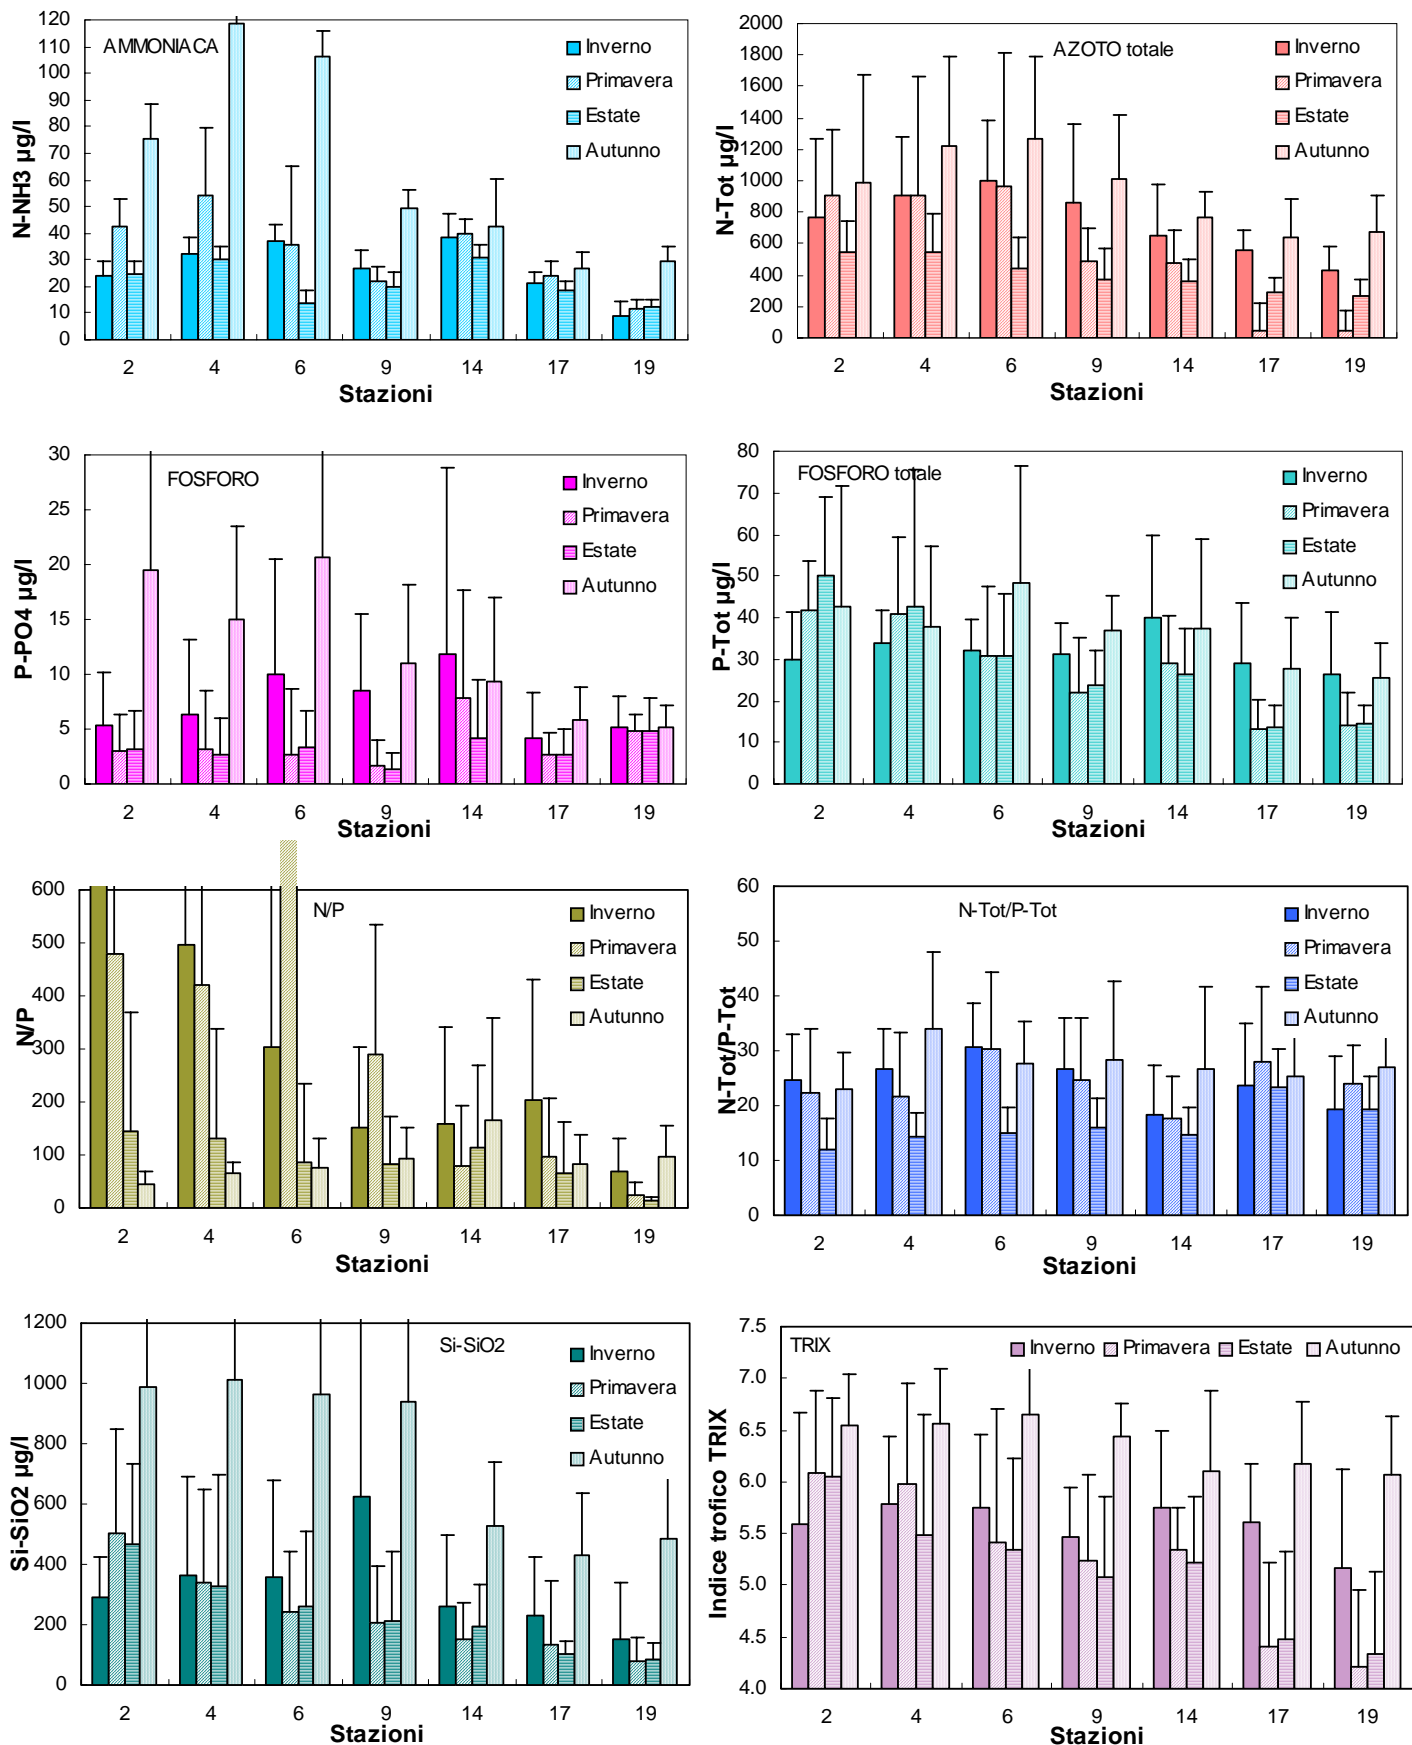 AMMONIACA
N-NH3 µg/l
120
110
100
90
80
70
60
50
40
30
20
10
0
Inverno
Primavera
Estate
Autunno
2 4 6 9 14 17 19
Stazioni
AZOTO totale
N-Tot µg/l
2000
1800
1600
1400
1200
1000
800
600
400
200
0
Inverno
Primavera
Estate
Autunno
2 4 6 9 14 17 19
Stazioni
FOSFORO
P-PO4 µg/l
30
25
20
15
10
5
0
Inverno
Primavera
Estate
Autunno
2 4 6 9 14 17 19
Stazioni
FOSFORO totale
P-Tot µg/l
80
70
60
50
40
30
20
10
0
Inverno
Primavera
Estate
Autunno
2 4 6 9 14 17 19
Stazioni
N/P
N/P
600
500
400
300
200
100
0
Inverno
Primavera
Estate
Autunno
2 4 6 9 14 17 19
Stazioni
N-Tot/P-Tot
N-Tot/P-Tot
60
50
40
30
20
10
0
Inverno
Primavera
Estate
Autunno
2 4 6 9 14 17 19
Stazioni
Si-SiO2
Si-SiO2 µg/l
1200
1000
800
600
400
200
0
Inverno
Primavera
Estate
Autunno
2 4 6 9 14 17 19
Stazioni
TRIX
Indice trofico TRIX
7.5
7.0
6.5
6.0
5.5
5.0
4.5
4.0
Inverno Primavera Estate Autunno
2 4 6 9 14 17 19
Stazioni